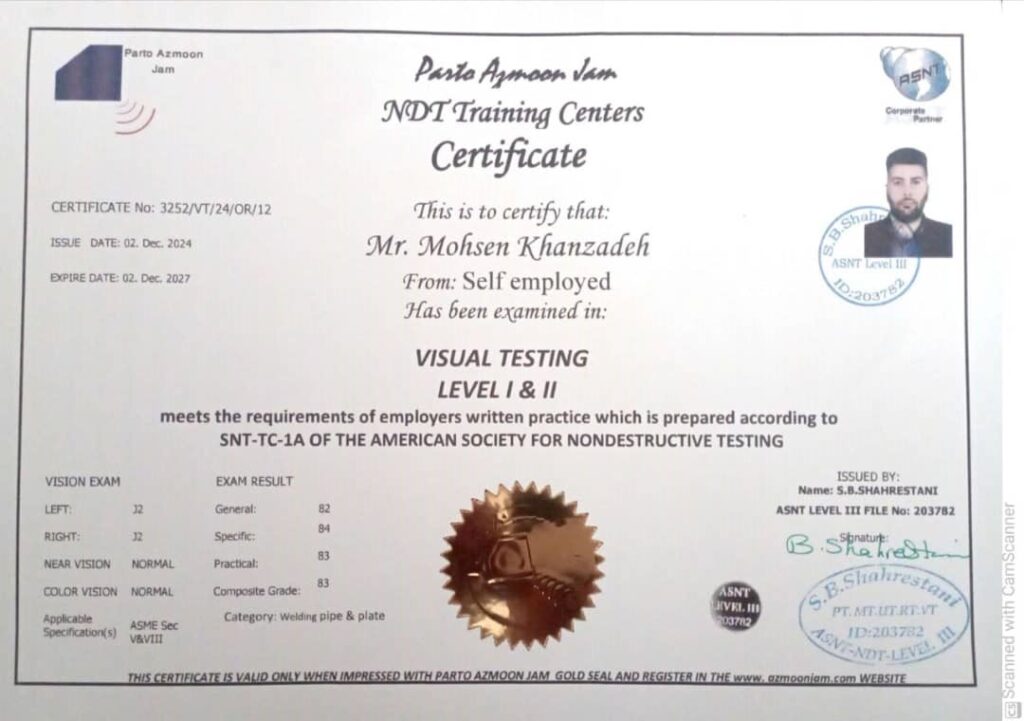 Parto Azmoon
Jam
Parto Azmoon Jam
NDT Training Centers
Certificate
ASNT
Corporate
Partner
CERTIFICATE No: 3252/VT/24/OR/12
ISSUE DATE: 02. Dec. 2024
EXPIRE DATE: 02. Dec. 2027
This is to certify that:
Mr. Mohsen Khanzadeh
From: Self employed
Has been examined in:
S.B.Shahr
ASNT Level III
ID:203782
VISUAL TESTING
LEVEL I & II
meets the requirements of employers written practice which is prepared according to
SNT-TC-1A OF THE AMERICAN SOCIETY FOR NONDESTRUCTIVE TESTING
VISION EXAM
LEFT: J2
RIGHT: J2
NEAR VISION NORMAL
COLOR VISION NORMAL
Applicable
Specification(s)
ASME Sec
V&VIII
EXAM RESULT
General: 82
Specific: 84
Practical: 83
Composite Grade: 83
Category: Welding pipe & plate
ISSUED BY:
Name: S.B.SHAHRESTANI
ASNT LEVEL III FILE No: 203782
Signature:
B. Shahrestani
ASNT
LEVEL III
203782
S.B.Shahrestani
PT.MT.UT.RT.VT
ID:203782
ASNT-NDT-LEVEL III
THIS CERTIFICATE IS VALID ONLY WHEN IMPRESSED WITH PARTO AZMOON JAM GOLD SEAL AND REGISTER IN THE www. azmoonjam.com WEBSITE
CS Scanned with CamScanner